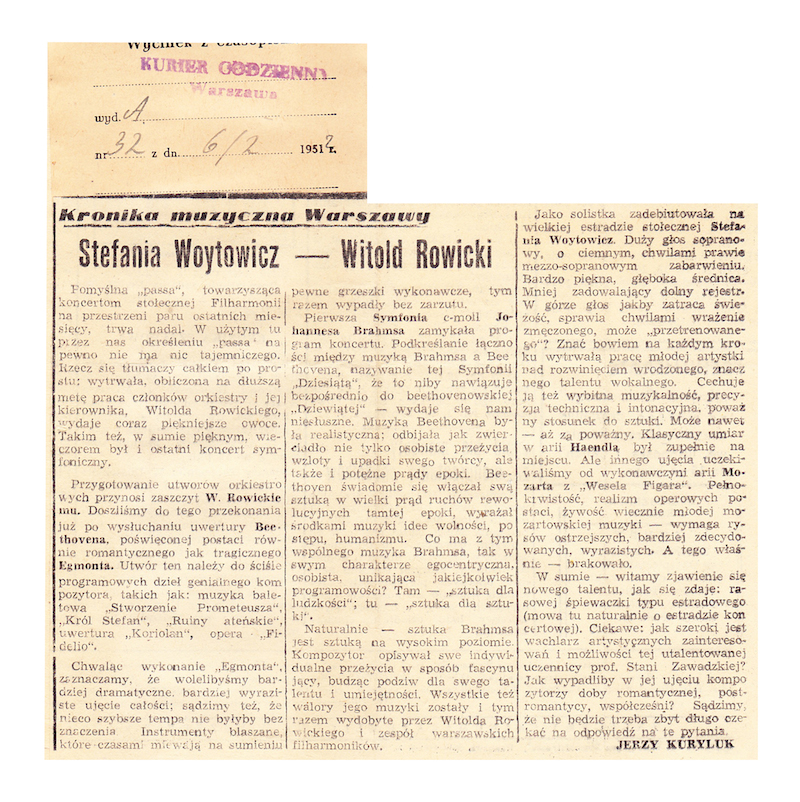 Wycinek z czasopi
KURIER CODZIENNY
Warszawa
wyd. A
nr 32 z dn. 6/2 1951 2 r.
Kronika muzyczna Warszawy
Stefania Woytowicz — Witold Rowicki
Pomyślna „passa", towarzysząca
koncertom stołecznej Filharmonii
na przestrzeni paru ostatnich mie-
sięcy, trwa nadal. W użytym tu
przez nas określeniu „passa" na
pewno nie ma nic tajemniczego.
Rzecz się tłumaczy całkiem po pro-
stu: wytrwała, obliczona na dłuższą
metę praca członków orkiestry i jej
kierownika, Witolda Rowickiego,
wydaje coraz piękniejsze owoce.
Takim też, w sumie pięknym, wie-
czorem był i ostatni koncert sym-
foniczny.
Przygotowanie utworów orkiestro
wych przynosi zaszczyt W. Rowickie
mu. Doszliśmy do tego przekonania
już po wysłuchaniu uwertury Bee-
thovena, poświęconej postaci rów-
nie romantycznego jak tragicznego
Egmonta. Utwór ten należy do ściśle
programowych dzieł genialnego kom
pozytora, takich jak: muzyka bale-
towa „Stworzenie Prometeusza",
„Król Stefan", „Ruiny ateńskie",
uwertura „Koriolan", opera „Fi-
delio".
Chwaląc wykonanie „Egmonta",
zaznaczamy, że wolelibyśmy bar-
dziej dramatyczne, bardziej wyrazi-
ste ujęcie całości; sądzimy też, że
nieco szybsze tempa nie byłyby bez
znaczenia Instrumenty blaszane,
które czasami miewają na sumieniu
pewne grzeszki wykonawcze, tym
razem wypadły bez zarzutu.
Pierwsza Symfonia c-moll Jo-
hannesa Brahmsa zamykała pro-
gram koncertu. Podkreślanie łączno
ści między muzyką Brahmsa a Bee
thovena, nazywanie tej Symfonii
„Dziesiątą", że to niby nawiązuje
bezpośrednio do beethovenowskiej
„Dziewiątej" — wydaje się nam
niesłuszne. Muzyka Beethovena by-
ła realistyczna; odbijała jak zwier-
ciadło nie tylko osobiste przeżycia
wzloty i upadki swego twórcy, ale
także i potężne prądy epoki. Bee-
thoven świadomie się włączał swą
sztuką w wielki prąd ruchów rewo-
lucyjnych tamtej epoki, wyrażał
środkami muzyki idee wolności, po
stępu, humanizmu. Co ma z tym
wspólnego muzyka Brahmsa, tak w
swym charakterze egocentryczna,
osobista, unikająca jakiejkolwiek
programowości? Tam — „sztuka dla
ludzkości"; tu — „sztuka dla sztu-
ki".
Naturalnie — sztuka Brahmsa
jest sztuką na wysokim poziomie.
Kompozytor opisywał swe indywi-
dualne przeżycia w sposób fascynu
jący, budząc podziw dla swego ta-
lentu i umiejętności. Wszystkie też
walory jego muzyki zostały i tym
razem wydobyte przez Witolda Ro-
wickiego i zespół warszawskich
filharmoników.
Jako solistka zadebiutowała na
wielkiej estradzie stołecznej Stefa-
nia Woytowicz. Duży głos soprano-
wy, o ciemnym, chwilami prawie
mezzo-sopranowym zabarwieniu.
Bardzo piękna, głęboka średnica.
Mniej zadowalający dolny rejestr.
W górze głos jakby zatraca świe-
żość, sprawia chwilami wrażenie
zmęczonego, może „przetrenowane-
go"? Znać bowiem na każdym kro-
ku wytrwałą pracę młodej artystki
nad rozwinięciem wrodzonego, znacz
nego talentu wokalnego. Cechuje
ją też wybitna muzykalność, precy-
zja techniczna i intonacyjna, poważ
ny stosunek do sztuki. Może nawet
— aż za poważny. Klasyczny umiar
w arii Haendla był zupełnie na
miejscu. Ale innego ujęcia uczeki-
waliśmy od wykonawczyni arii Mo-
zarta z „Wesela Figara". Pełno-
krwistość, realizm operowych po-
staci, żywość wiecznie młodej mo-
zartowskiej muzyki — wymaga ry-
sów ostrzejszych, bardziej zdecydo-
wanych, wyrazistych. A tego właś-
nie — brakowało.
W sumie — witamy zjawienie się
nowego talentu, jak się zdaje: ra-
sowej śpiewaczki typu estradowego
(mowa tu naturalnie o estradzie kon
certowej). Ciekawe: jak szeroki jest
wachlarz artystycznych zaintereso-
wań i możliwości tej utalentowanej
uczennicy prof. Stani Zawadzkiej?
Jak wypadłiby w jej ujęciu kompo
zytorzy doby romantycznej, post-
romantycy, współcześni? Sądzimy,
że nie będzie trzeba zbyt długo cze-
kać na odpowiedź na te pytania.
JERZY KURYLUK